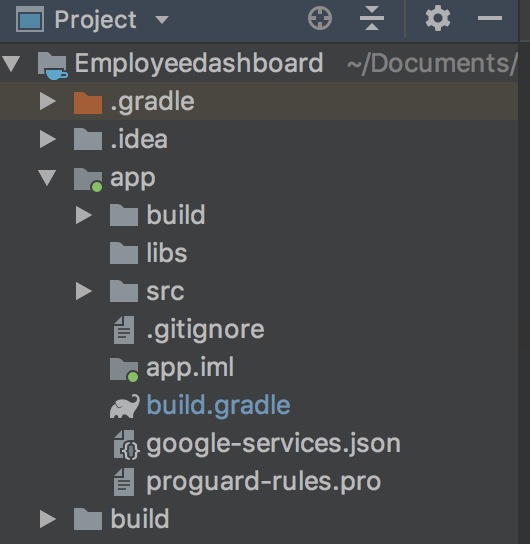 Project
Employeedashboard ~/Documents/
.gradle
.idea
app
build
libs
src
.gitignore
app.iml
build.gradle
google-services.json
proguard-rules.pro
build